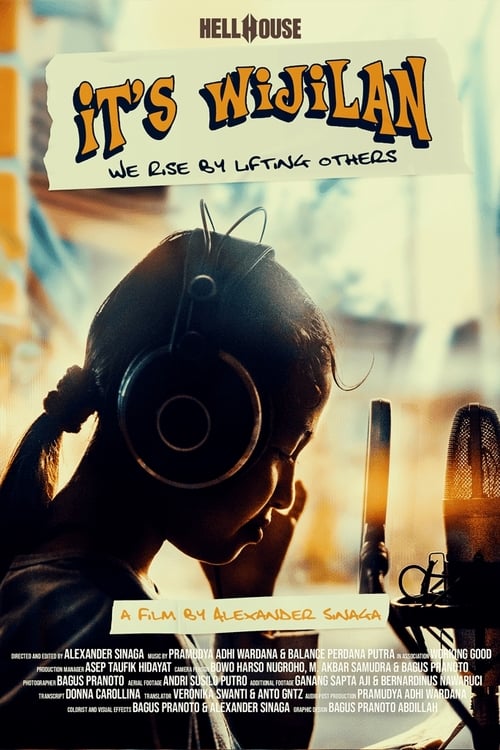 HELLHOUSE
IT'S WiJiLAN
WE RISE BY LIFTING OTHERS
A FILM BY ALEXANDER SINAGA
DIRECTED AND EDITED BY ALEXANDER SINAGA MUSIC BY PRAMUDYA ADHI WARDANA & BALANCE PERDANA PUTRA IN ASSOCIATION WORKING GOOD
PRODUCTION MANAGER ASEP TAUFIK HIDAYAT CAMERA PERSON BOWO HARSO NUGROHO, M. AKBAR SAMUDRA & BAGUS PRANOTO
PHOTOGRAPHER BAGUS PRANOTO AERIAL FOOTAGE ANDRI SUSILO PUTRO ADDITIONAL FOOTAGE GANANG SAPTA AJI & BERNARDINUS NAWARUCI
TRANSCRIPT DONNA CAROLLINA TRANSLATOR VERONIKA SWANTI & ANTO GNTZ AUDIO POST PRODUCTION PRAMUDYA ADHI WARDANA
COLORIST AND VISUAL EFFECTS BAGUS PRANOTO & ALEXANDER SINAGA GRAPHIC DESIGN BAGUS PRANOTO ABDILLAH